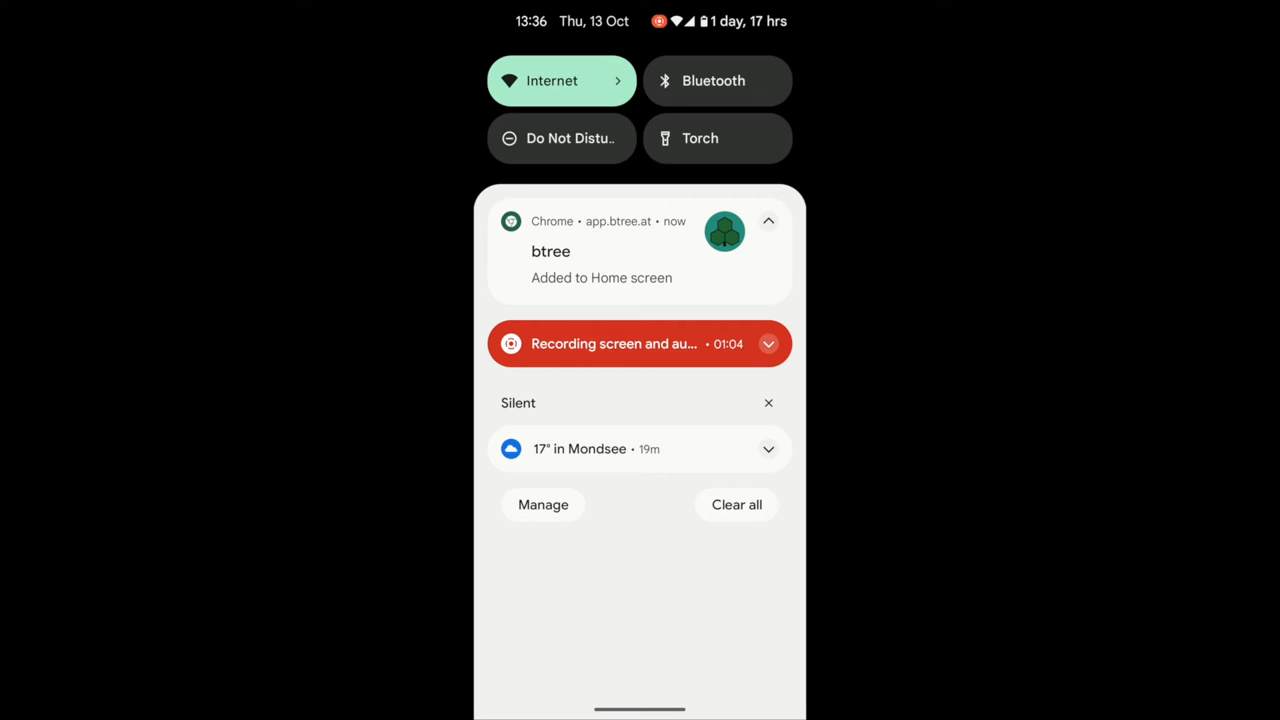 13:36 Thu, 13 Oct 1 day, 17 hrs
Internet
Bluetooth
Do Not Distu..
Torch
Chrome • app.btree.at • now
btree
Added to Home screen
Recording screen and au... • 01:04
Silent
17° in Mondsee • 19m
Manage
Clear all